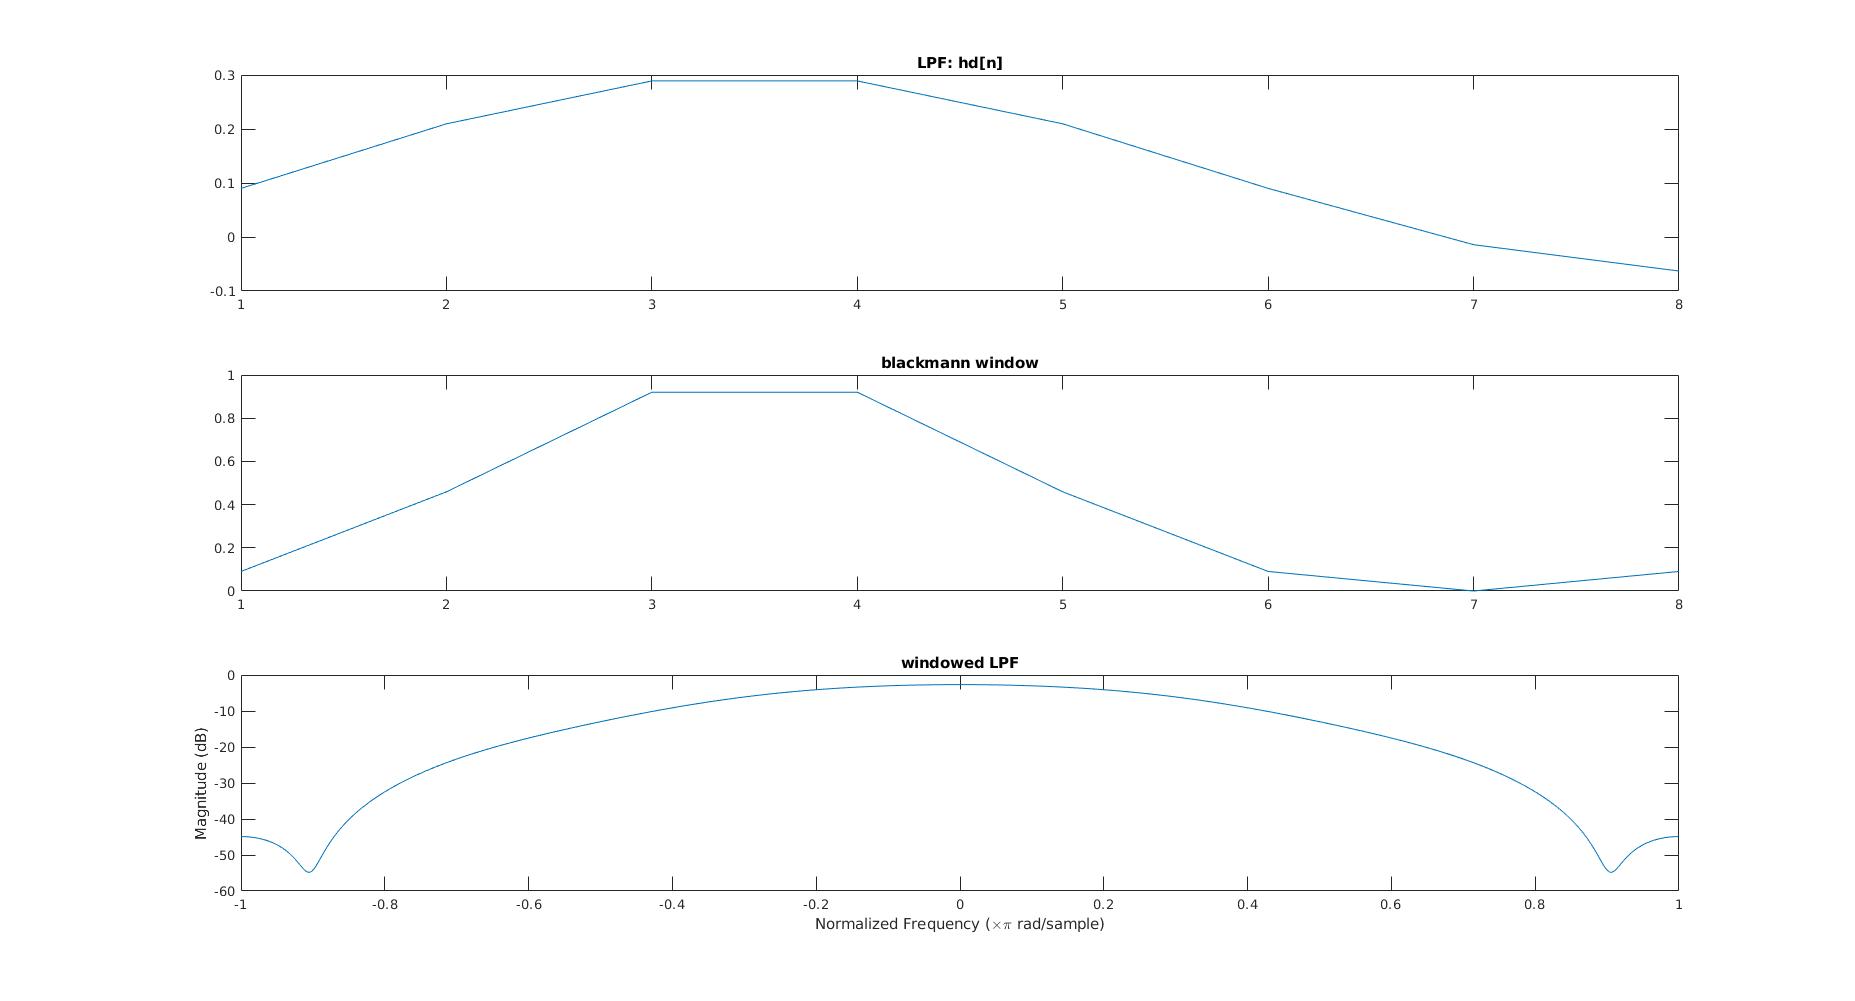 LPF: hd[n]
0.3
0.2
0.1
0
-0.1
1 2 3 4 5 6 7 8
blackmann window
1
0.8
0.6
0.4
0.2
0
1 2 3 4 5 6 7 8
windowed LPF
0
-10
-20
-30
-40
-50
-60
Magnitude (dB)
-1 -0.8 -0.6 -0.4 -0.2 0 0.2 0.4 0.6 0.8 1
Normalized Frequency (×π rad/sample)